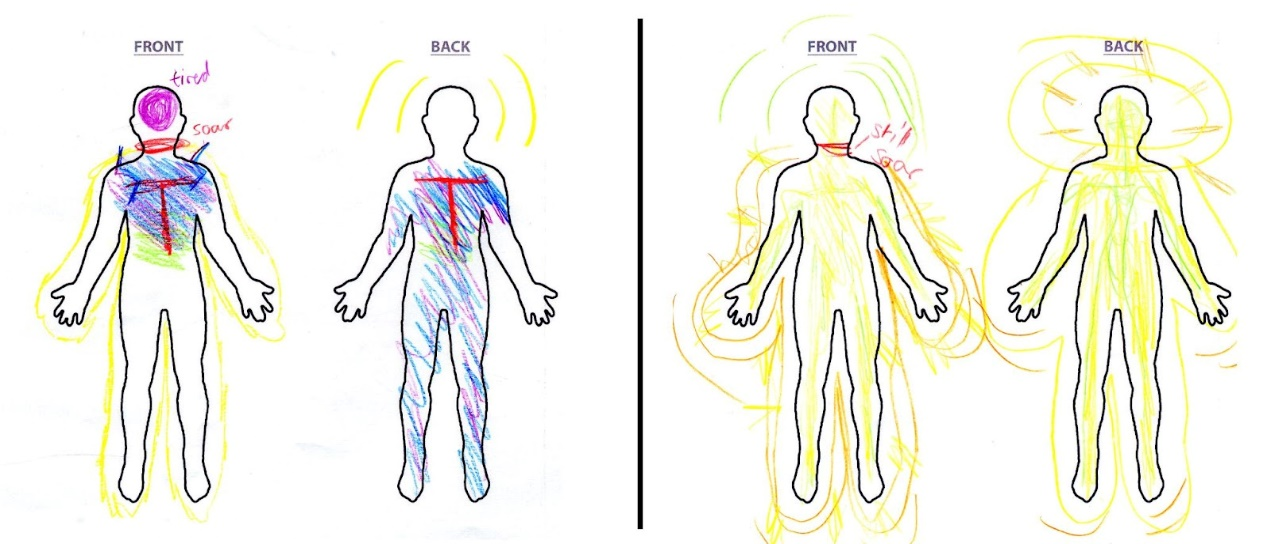 FRONT
BACK
tired
soar
FRONT
BACK
still
soar